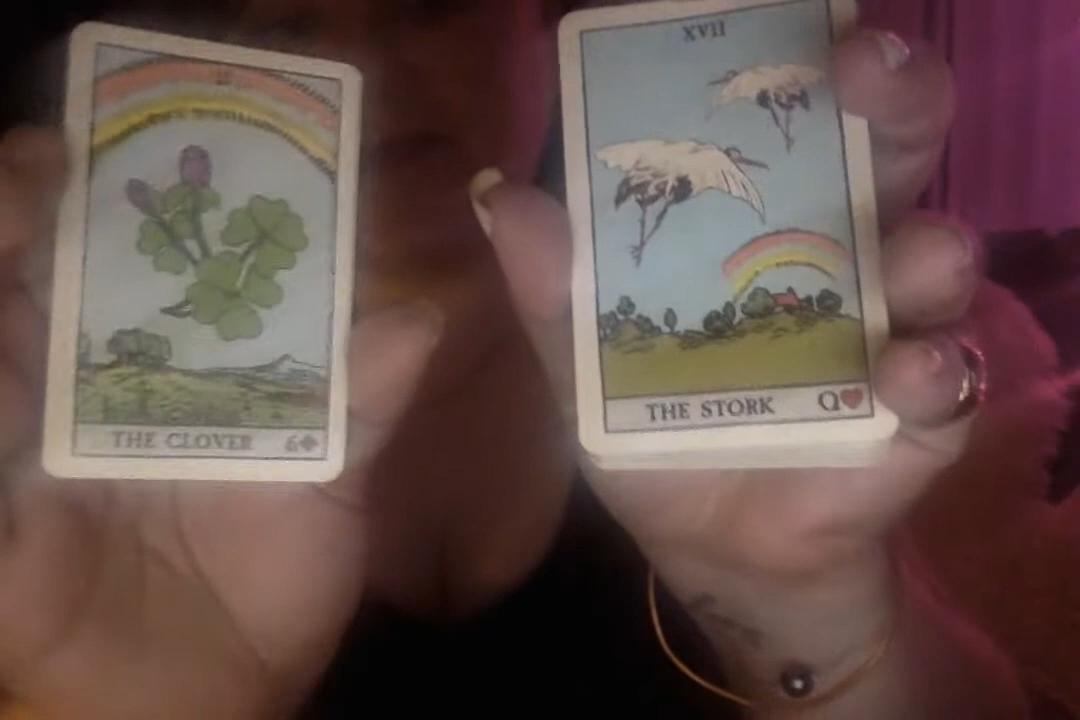 THE CLOVER 6♦
XVII
THE STORK Q♥